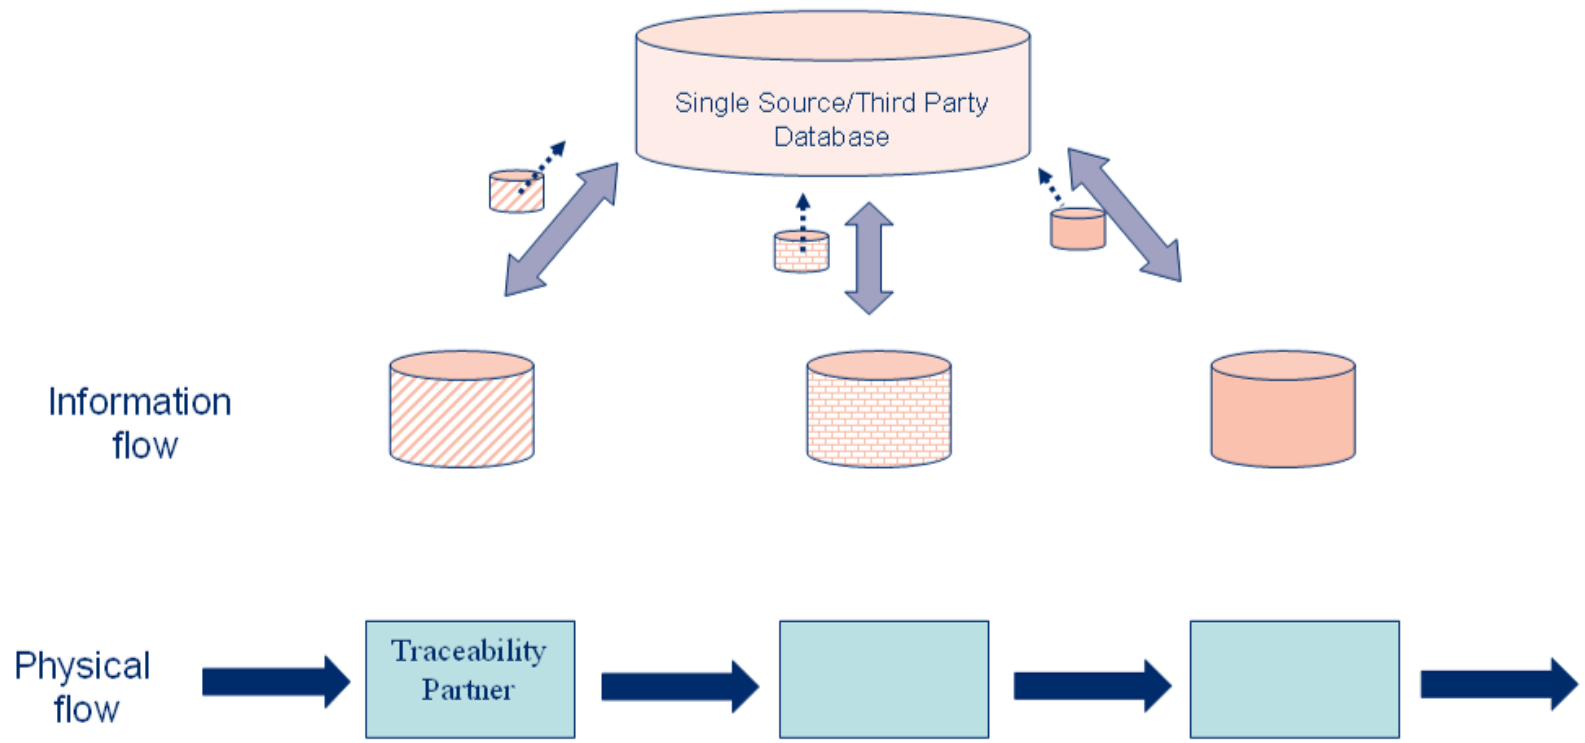 Single Source/Third Party
Database
Information
flow
Physical
flow
Traceability
Partner